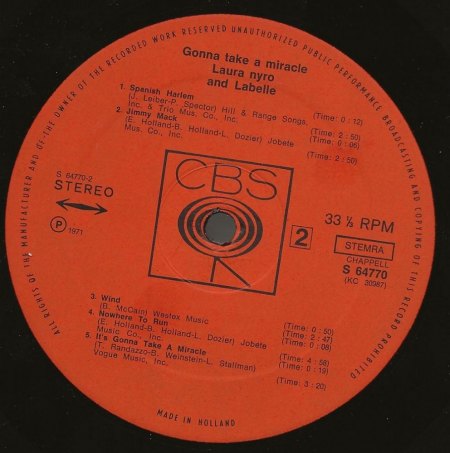 ALL RIGHTS OF THE MANUFACTURER AND OF THE OWNER OF THE RECORDED WORK RESERVED UNAUTHORIZED PUBLIC PERFORMANCE BROADCASTING AND COPYING OF THIS RECORD PROHIBITED
Gonna take a miracle
Laura nyro
and Labelle
1. Spanish Harlem (Time: 0 : 12)
(J. Leiber-P. Spector) Hill & Range Songs,
Inc. & Trio Mus. Co., Inc. (Time: 2 : 50)
2. Jimmy Mack (Time: 0 : 05)
(E. Holland-B. Holland-L. Dozier) Jobete
Mus. Co., Inc. (Time: 2 : 50)
CBS
S 64770-2
STEREO
P 1971
33 ⅓ RPM
2
STEMRA
CHAPPELL
S 64770
(KC 30987)
3. Wind (Time: 0 : 50)
(B. McCain) Westox Music (Time: 2 : 47)
4. Nowhere To Run (Time: 0 : 08)
(E. Holland-B. Holland-L. Dozier) Jobete
Music Co., Inc. (Time: 4 : 58)
5. It's Gonna Take A Miracle (Time: 0 : 19)
(T. Randazzo-B. Weinstein-L. Stallman)
Vogue Music, Inc. (Time: 3 : 20)
MADE IN HOLLAND